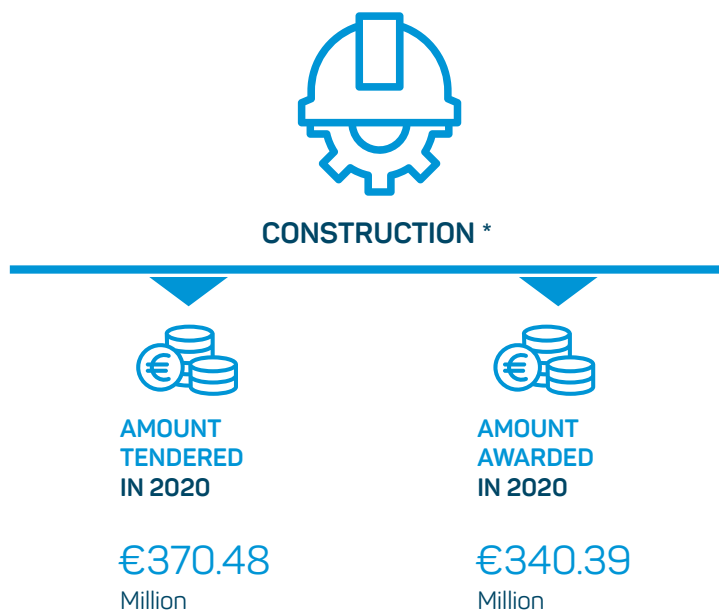 CONSTRUCTION *
AMOUNT
TENDERED
IN 2020
€370.48
Million
AMOUNT
AWARDED
IN 2020
€340.39
Million